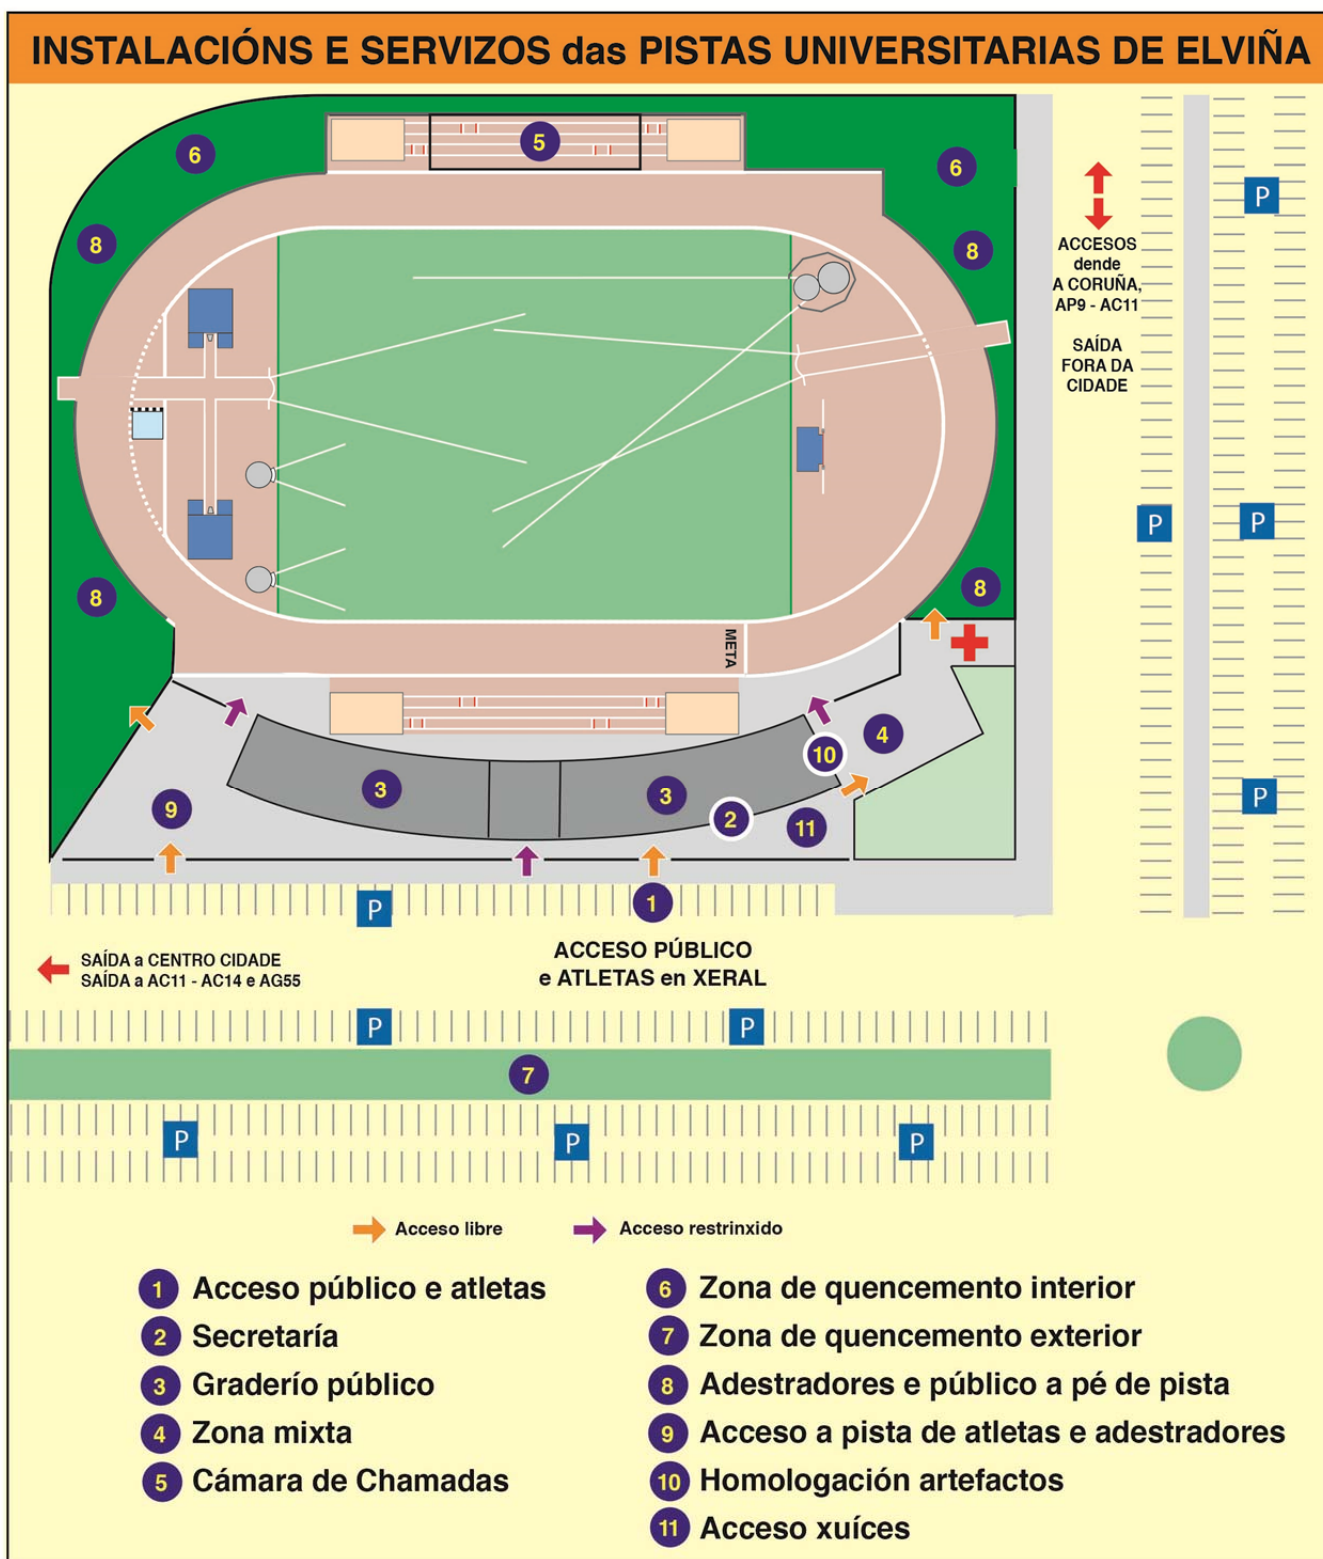 INSTALACIÓNS E SERVIZOS das PISTAS UNIVERSITARIAS DE ELVIÑA
5
6
6
8
8
P
ACCESOS
dende
A CORUÑA,
AP9 - AC11
SAÍDA
FORA DA
CIDADE
P
P
8
8
META
4
10
3
3
9
2
11
P
P
1
SAÍDA a CENTRO CIDADE
SAÍDA a AC11 - AC14 e AG55
ACCESO PÚBLICO
e ATLETAS en XERAL
P
P
7
P
P
P
Acceso libre
Acceso restrinxido
1 Acceso público e atletas
2 Secretaría
3 Graderío público
4 Zona mixta
5 Cámara de Chamadas
6 Zona de quencemento interior
7 Zona de quencemento exterior
8 Adestradores e público a pé de pista
9 Acceso a pista de atletas e adestradores
10 Homologación artefactos
11 Acceso xuíces